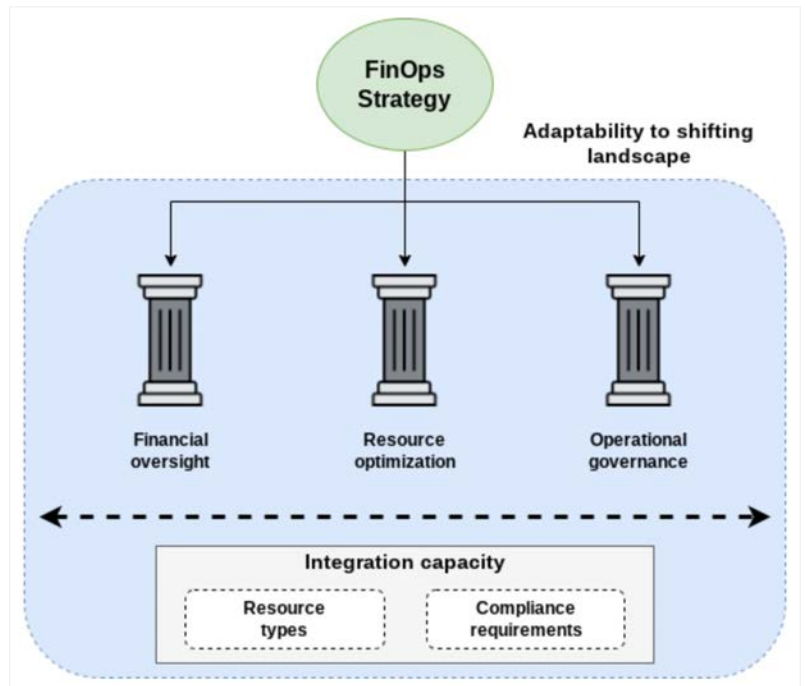 FinOps
Strategy
Adaptability to shifting
landscape
Financial
oversight
Resource
optimization
Operational
governance
Integration capacity
Resource
types
Compliance
requirements